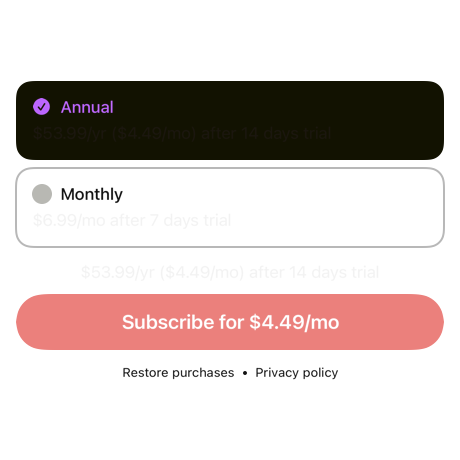 Annual
$53.99/yr ($4.49/mo) after 14 days trial
Monthly
$6.99/mo after 7 days trial
$53.99/yr ($4.49/mo) after 14 days trial
Subscribe for $4.49/mo
Restore purchases • Privacy policy